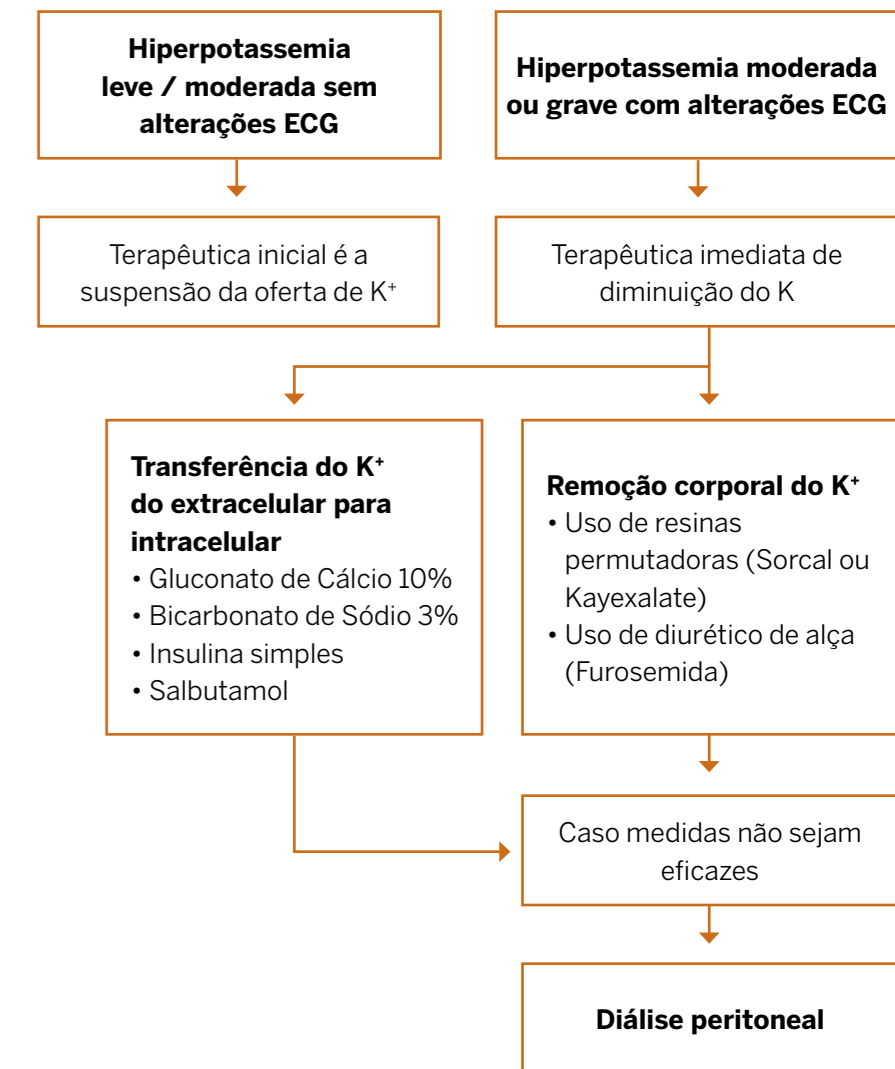 Hiperpotassemia
leve / moderada sem
alterações ECG
Hiperpotassemia moderada
ou grave com alterações ECG
Terapêutica inicial é a
suspensão da oferta de K⁺
Terapêutica imediata de
diminuição do K
Transferência do K⁺
do extracelular para
intracelular
• Gluconato de Cálcio 10%
• Bicarbonato de Sódio 3%
• Insulina simples
• Salbutamol
Remoção corporal do K⁺
• Uso de resinas
permutadoras (Sorcal ou
Kayexalate)
• Uso de diurético de alça
(Furosemida)
Caso medidas não sejam
eficazes
Diálise peritoneal